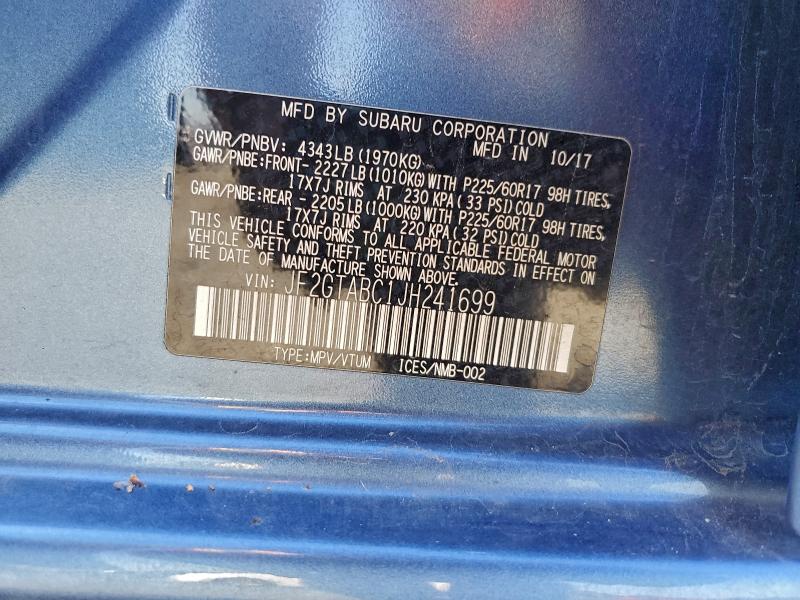 MFD BY SUBARU CORPORATION
GVWR/PNBV: 4343LB(1970KG) MFD IN 10/17
GAWR/PNBE:FRONT- 2227LB(1010KG)WITH P225/60R17 98H TIRES,
17X7J RIMS AT 230 KPA(33 PSI)COLD
GAWR/PNBE:REAR - 2205LB(1000KG)WITH P225/60R17 98H TIRES,
17X7J RIMS AT 220 KPA(32 PSI)COLD
THIS VEHICLE CONFORMS TO ALL APPLICABLE FEDERAL MOTOR
VEHICLE SAFETY AND THEFT PREVENTION STANDARDS IN EFFECT ON
THE DATE OF MANUFACTURE SHOWN ABOVE.
VIN: JF2GTABC1JH241699
TYPE:MPV/VTUM ICES/NMB-002